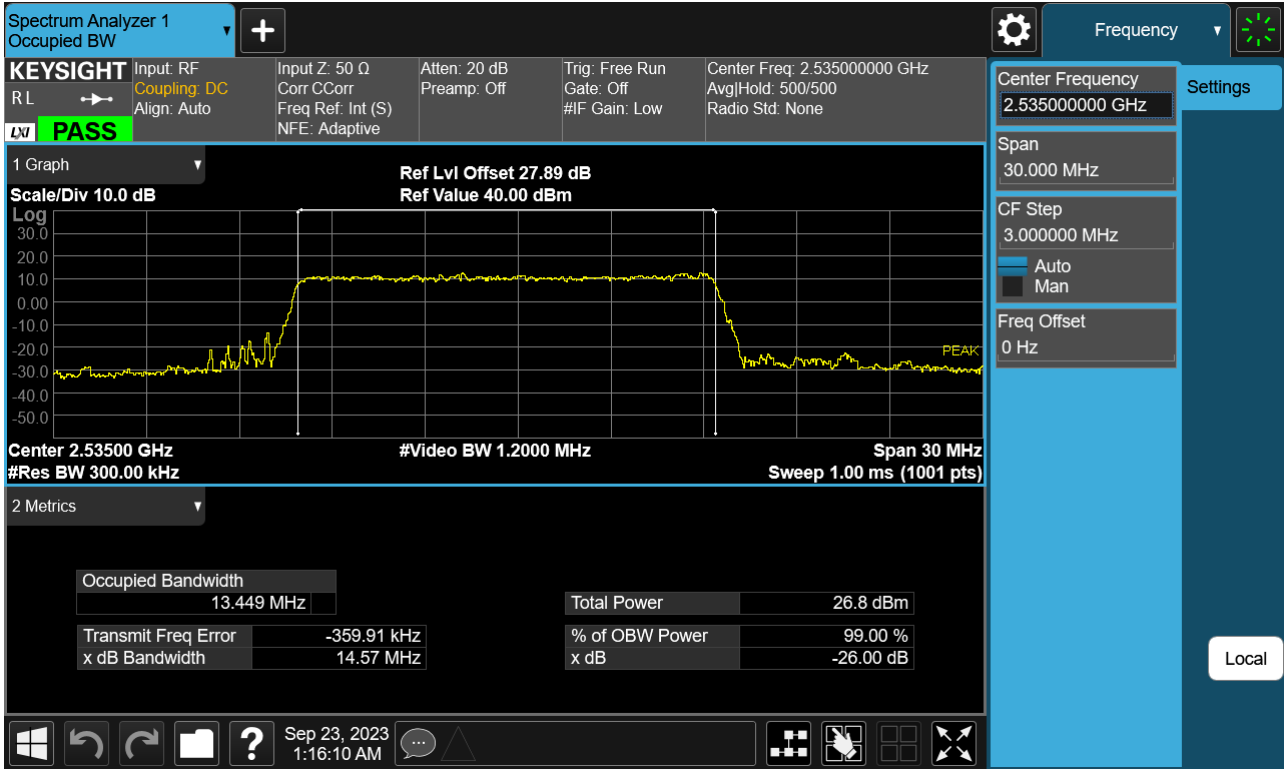 Spectrum Analyzer 1
Occupied BW
Frequency
KEYSIGHT
R L
LXI
PASS
Input: RF
Coupling: DC
Align: Auto
Input Z: 50 Ω
Corr CCorr
Freq Ref: Int (S)
NFE: Adaptive
Atten: 20 dB
Preamp: Off
Trig: Free Run
Gate: Off
#IF Gain: Low
Center Freq: 2.535000000 GHz
Avg|Hold: 500/500
Radio Std: None
Center Frequency
2.535000000 GHz
Settings
Span
30.000 MHz
CF Step
3.000000 MHz
Auto
Man
Freq Offset
0 Hz
Local
1 Graph
Ref Lvl Offset 27.89 dB
Scale/Div 10.0 dB
Ref Value 40.00 dBm
Log
30.0
20.0
10.0
0.00
-10.0
-20.0
-30.0
-40.0
-50.0
PEAK
Center 2.53500 GHz
#Video BW 1.2000 MHz
Span 30 MHz
#Res BW 300.00 kHz
Sweep 1.00 ms (1001 pts)
2 Metrics
Occupied Bandwidth
13.449 MHz
Total Power 26.8 dBm
Transmit Freq Error -359.91 kHz
% of OBW Power 99.00 %
x dB Bandwidth 14.57 MHz
x dB -26.00 dB
?
Sep 23, 2023
1:16:10 AM